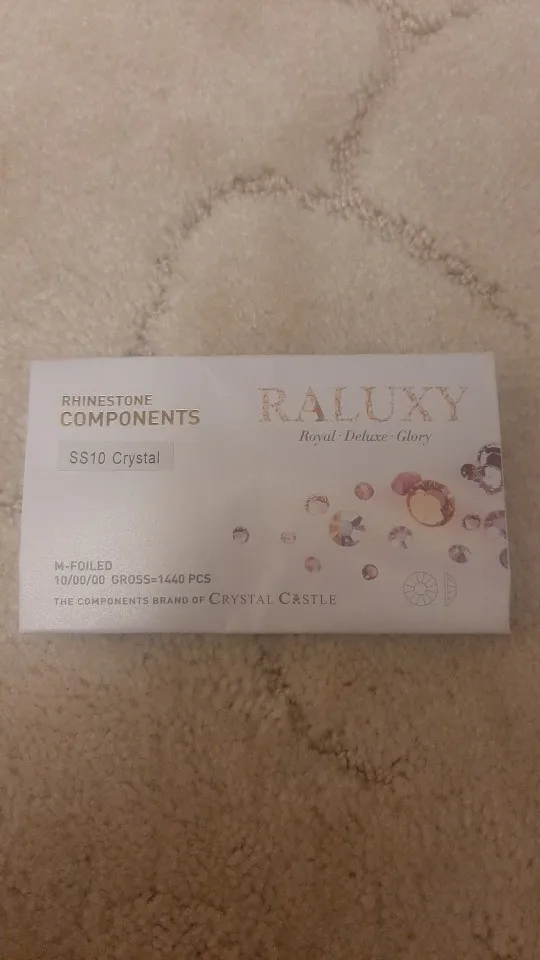 RHINESTONE
COMPONENTS
SS10 Crystal
RALUXY
Royal · Deluxe · Glory
M-FOILED
10/00/00 GROSS=1440 PCS
THE COMPONENTS BRAND OF CRYSTAL CASTLE